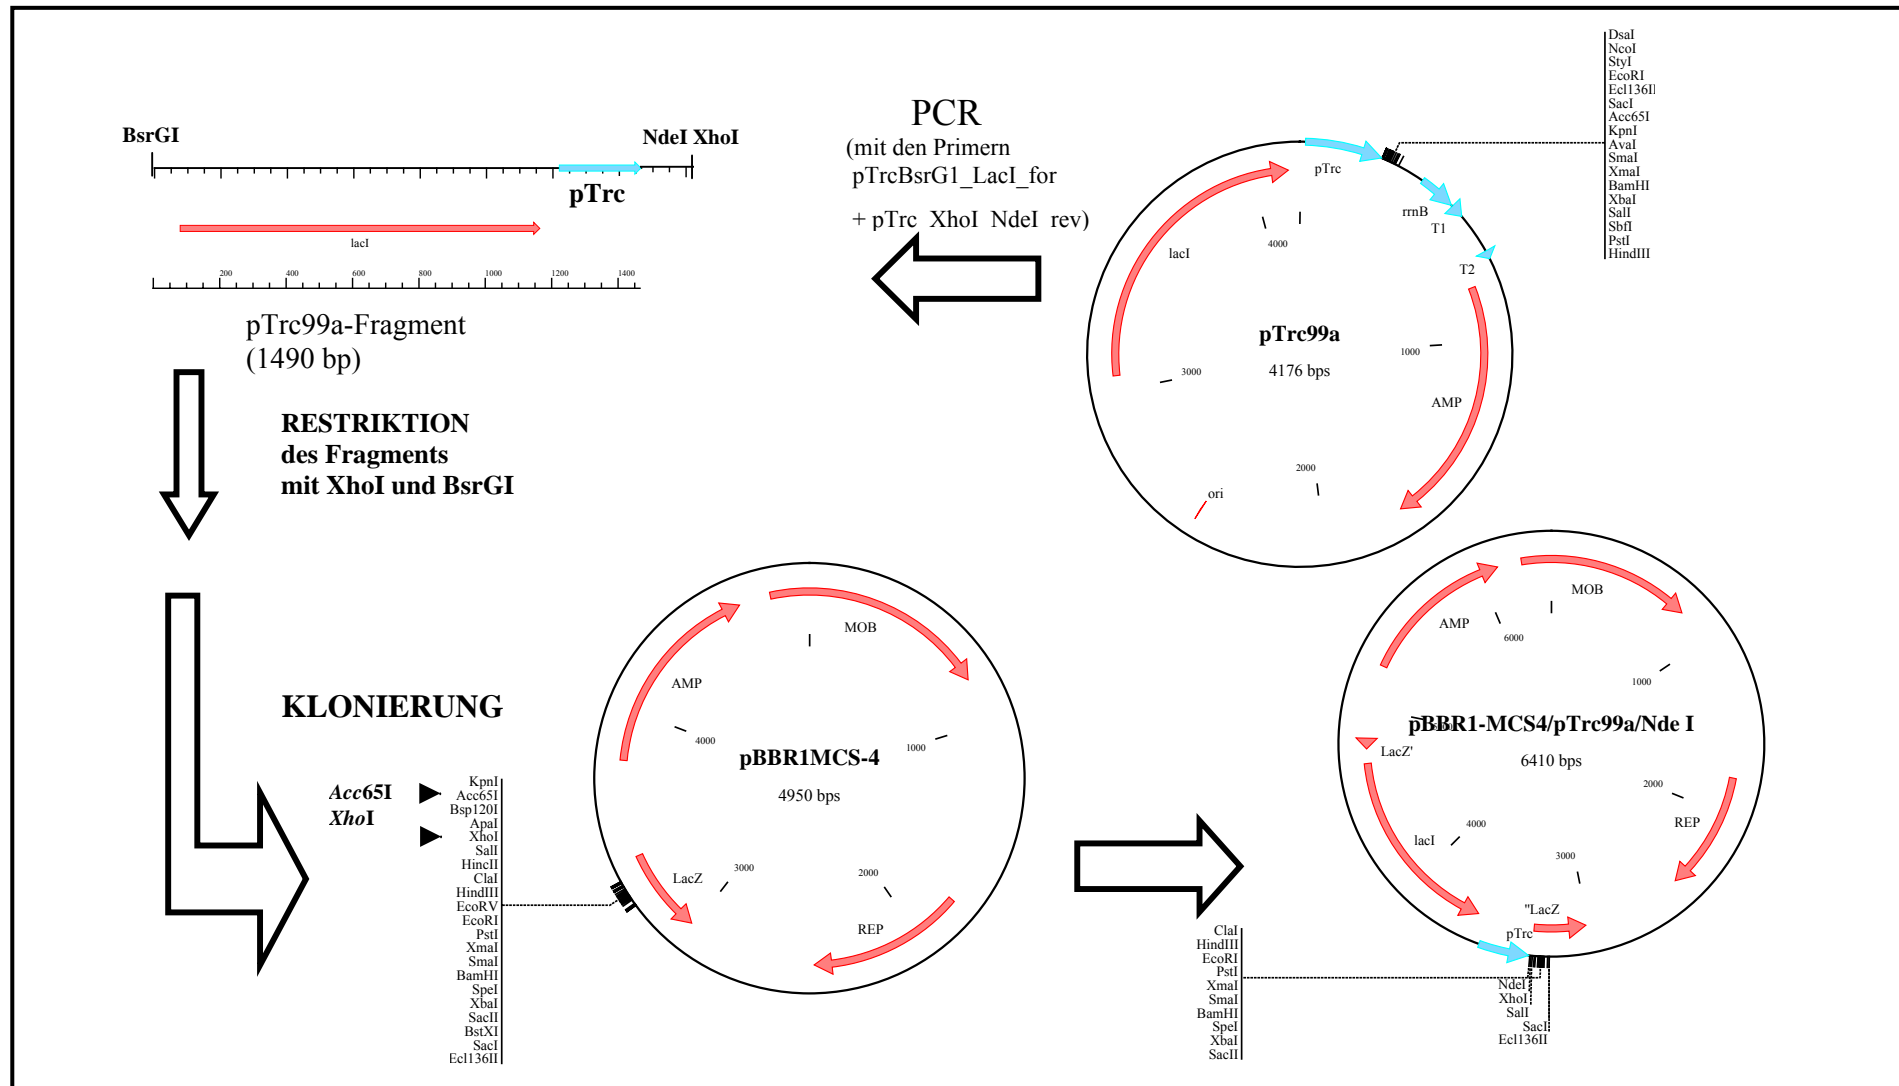 BsrGI
NdeI XhoI
pTrc
lacI
200 400 600 800 1000 1200 1400
pTrc99a-Fragment
(1490 bp)
PCR
(mit den Primern
pTrcBsrG1_LacI_for
+ pTrc XhoI NdeI rev)
DsaI
NcoI
StyI
EcoRI
Ecl136II
SacI
Acc65I
KpnI
AvaI
SmaI
XmaI
BamHI
XbaI
SalI
SbfI
PstI
HindIII
pTrc
rrnB
T1
T2
lacI
4000
pTrc99a
4176 bps
1000
3000
AMP
2000
ori
RESTRIKTION
des Fragments
mit XhoI und BsrGI
KLONIERUNG
Acc65I
XhoI
KpnI
Acc65I
Bsp120I
ApaI
XhoI
SalI
HincII
ClaI
HindIII
EcoRV
EcoRI
PstI
XmaI
SmaI
BamHI
SpeI
XbaI
SacII
BstXI
SacI
Ecl136II
MOB
AMP
4000
1000
pBBR1MCS-4
4950 bps
LacZ
3000
2000
REP
MOB
AMP
6000
1000
pBBR1-MCS4/pTrc99a/Nde I
6410 bps
LacZ'
2000
REP
lacI
4000
3000
"LacZ
pTrc
ClaI
HindIII
EcoRI
PstI
XmaI
SmaI
BamHI
SpeI
XbaI
SacII
NdeI
XhoI
SalI
SacI
Ecl136II